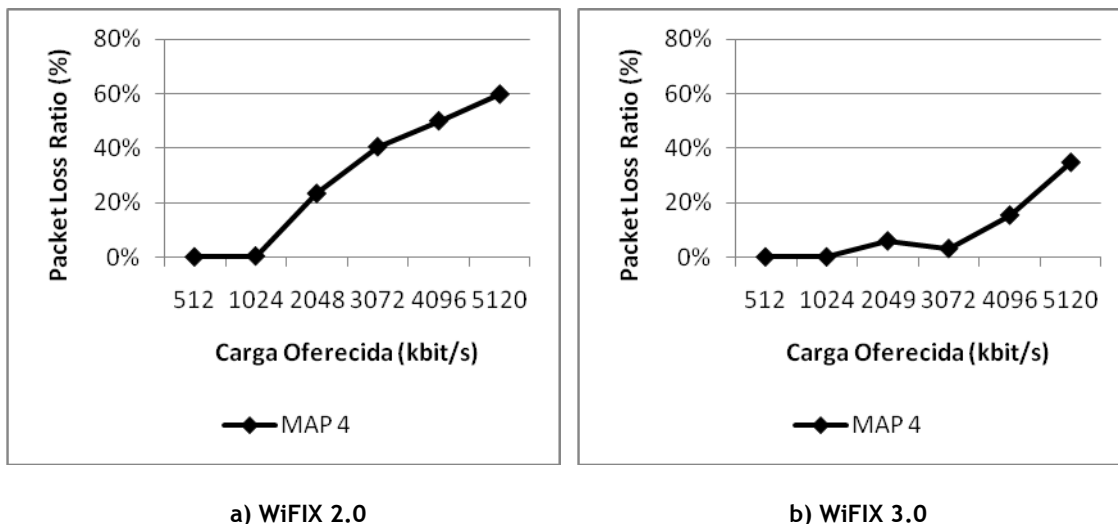 80%
60%
40%
20%
0%
Packet Loss Ratio (%)
512 1024 2048 3072 4096 5120
Carga Oferecida (kbit/s)
MAP 4
a) WiFIX 2.0
80%
60%
40%
20%
0%
Packet Loss Ratio (%)
512 1024 2049 3072 4096 5120
Carga Oferecida (kbit/s)
MAP 4
b) WiFIX 3.0